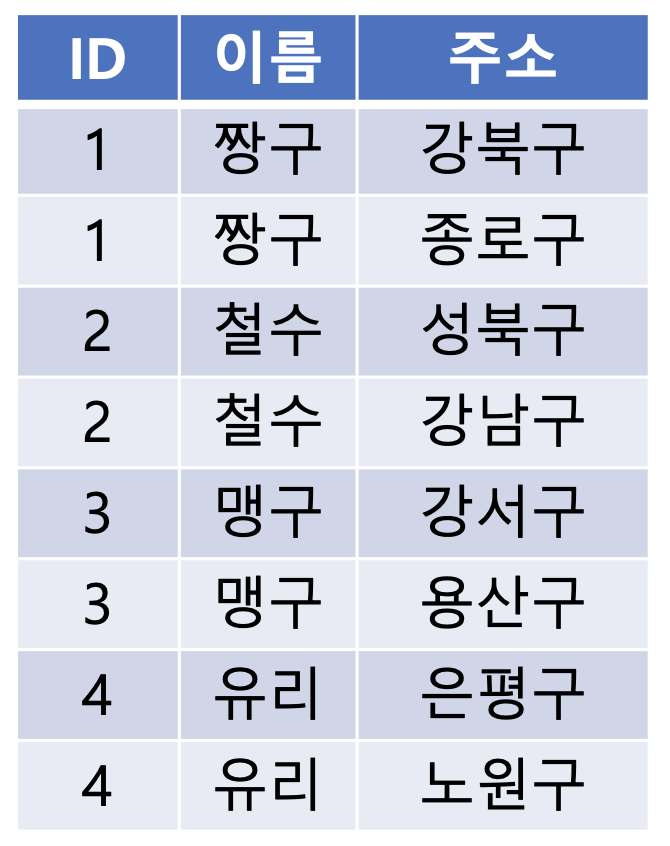 ID 이름 주소
1 짱구 강북구
1 짱구 종로구
2 철수 성북구
2 철수 강남구
3 맹구 강서구
3 맹구 용산구
4 유리 은평구
4 유리 노원구